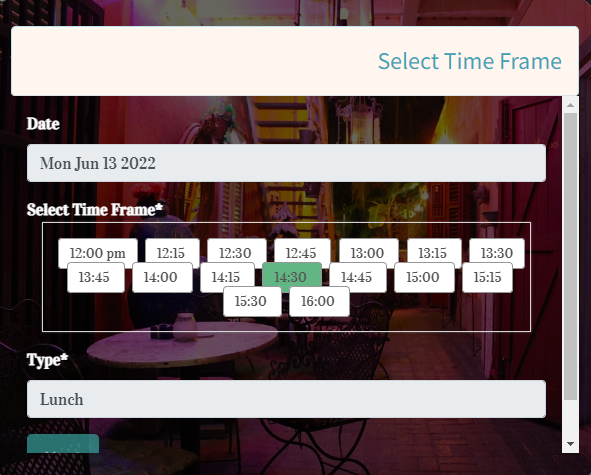 Select Time Frame
Date
Mon Jun 13 2022
Select Time Frame*
12:00 pm 12:15 12:30 12:45 13:00 13:15 13:30
13:45 14:00 14:15 14:30 14:45 15:00 15:15
15:30 16:00
Type*
Lunch